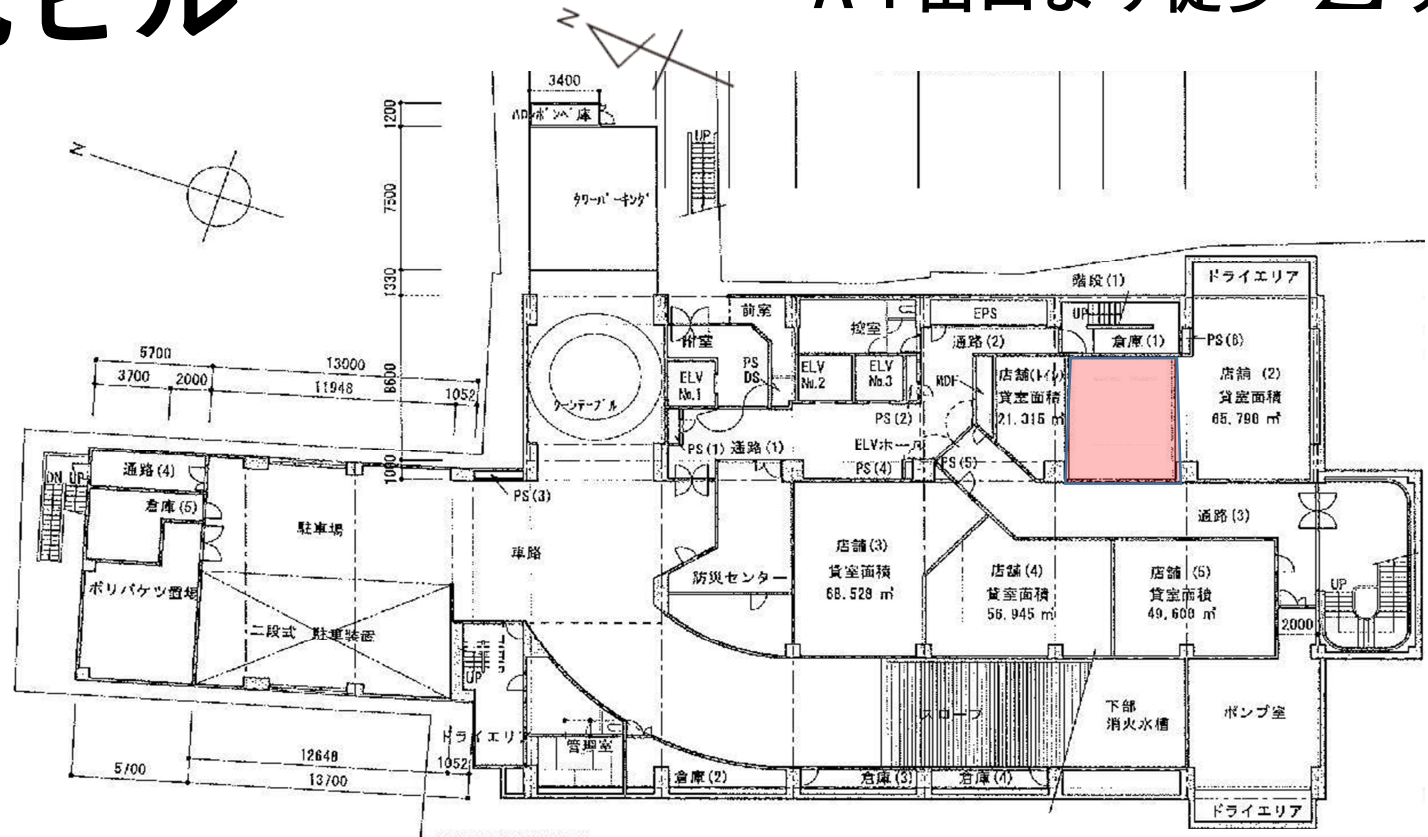 ビル
A
出口より徒歩
N
3400
1200
ハロンボンベ庫
UP
7500
タワーパーキング
N
1330
階段(1)
ドライエリア
前室
EPS
UP
控室
附室
通路(2)
倉庫(1)
PS(6)
5700
13000
8600
PS
DS
ELV
No.1
ELV
No.2
ELV
No.3
MDF
店舗(トイレ)
貸室面積
21.315 ㎡
店舗 (2)
貸室面積
65.796 ㎡
3700
2000
11948
1052
ターンテーブル
PS(2)
ELVホール
PS(1)
通路(1)
PS(4)
PS(5)
1000
通路(4)
DN
UP
PS(3)
倉庫(5)
通路(3)
駐車場
車路
店舗(3)
貸室面積
68.528 ㎡
防災センター
店舗(4)
貸室面積
56.945 ㎡
店舗 (5)
貸室面積
49.608 ㎡
UP
ポリバケツ置場
2000
二段式 駐車装置
UP
スロープ
下部
消火水槽
ポンプ室
ドライエリア
管理室
12648
1052
5700
13700
倉庫(2)
倉庫(3)
倉庫(4)
ドライエリア